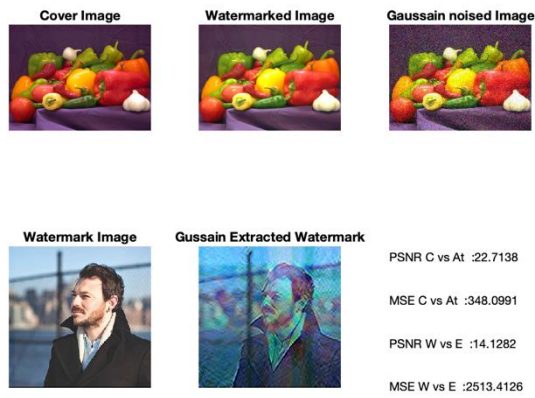 Cover Image
Watermarked Image
Gaussain noised Image
Watermark Image
Gussain Extracted Watermark
PSNR C vs At :22.7138
MSE C vs At :348.0991
PSNR W vs E :14.1282
MSE W vs E :2513.4126